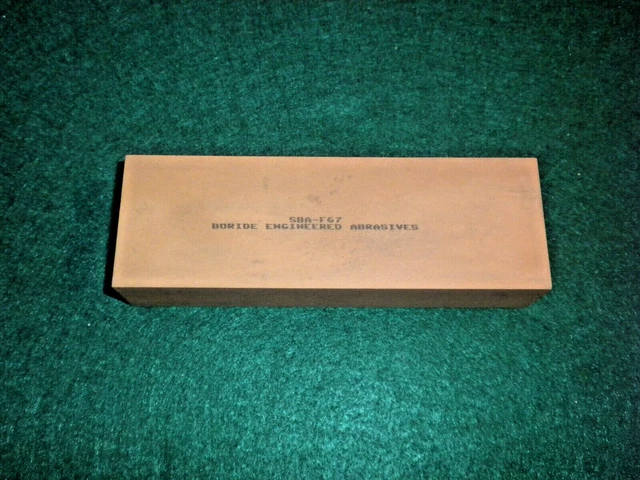 SBA-F67
BORIDE ENGINEERED ABRASIVES